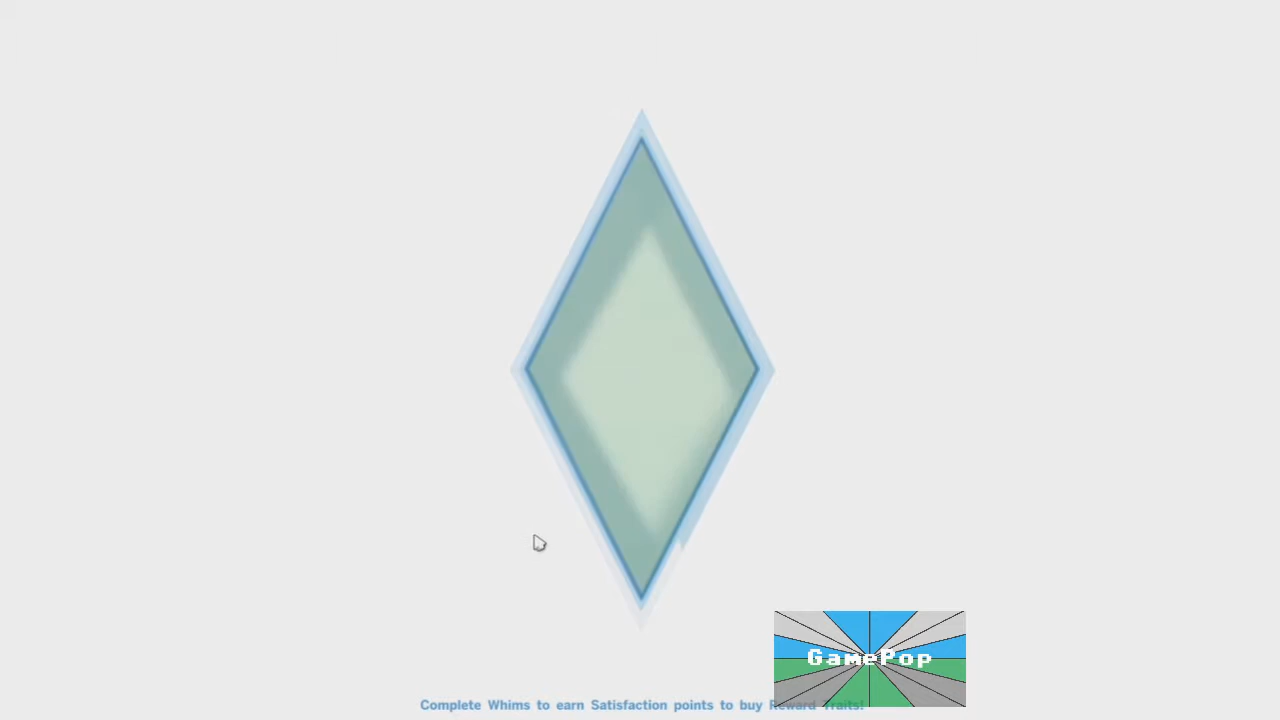 GamePop
Complete Whims to earn Satisfaction points to buy Reward Traits!